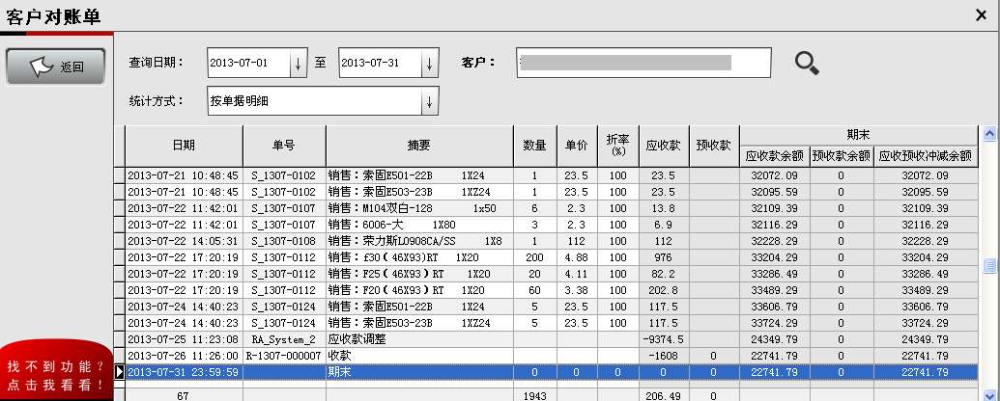 客户对账单
返回
查询日期： 2013-07-01 至 2013-07-31 客户：
统计方式： 按单据明细
日期 单号 摘要 数量 单价 折率(%) 应收款 预收款 期末
应收款余额 预收款余额 应收预收冲减余额
2013-07-21 10:48:45 S_1307-0102 销售：索固E501-22B 1X24 1 23.5 100 23.5 32072.09 0 32072.09
2013-07-21 10:48:45 S_1307-0102 销售：索固E503-23B 1XZ24 1 23.5 100 23.5 32095.59 0 32095.59
2013-07-22 11:42:01 S_1307-0107 销售：M104双白-128 1x50 6 2.3 100 13.8 32109.39 0 32109.39
2013-07-22 11:42:01 S_1307-0107 销售：6006-大 1X80 3 2.3 100 6.9 32116.29 0 32116.29
2013-07-22 14:05:31 S_1307-0108 销售：荣力斯L0908CA/SS 1X8 1 112 100 112 32228.29 0 32228.29
2013-07-22 17:20:19 S_1307-0112 销售：f30（46X93)RT 1X20 200 4.88 100 976 33204.29 0 33204.29
2013-07-22 17:20:19 S_1307-0112 销售：F25（46X93）RT 1X20 20 4.11 100 82.2 33286.49 0 33286.49
2013-07-22 17:20:19 S_1307-0112 销售：F20（46X93）RT 1X20 60 3.38 100 202.8 33489.29 0 33489.29
2013-07-24 14:40:23 S_1307-0124 销售：索固E501-22B 1X24 5 23.5 100 117.5 33606.79 0 33606.79
2013-07-24 14:40:23 S_1307-0124 销售：索固E503-23B 1XZ24 5 23.5 100 117.5 33724.29 0 33724.29
2013-07-25 11:23:08 RA_System_2 应收款调整 -9374.5 24349.79 0 24349.79
2013-07-26 11:26:00 R-1307-000007 收款 -1608 0 22741.79 0 22741.79
2013-07-31 23:59:59 期末 0 0 0 0 0 22741.79 0 22741.79
67 1943 206.49 0
找不到功能？
点击我看看！